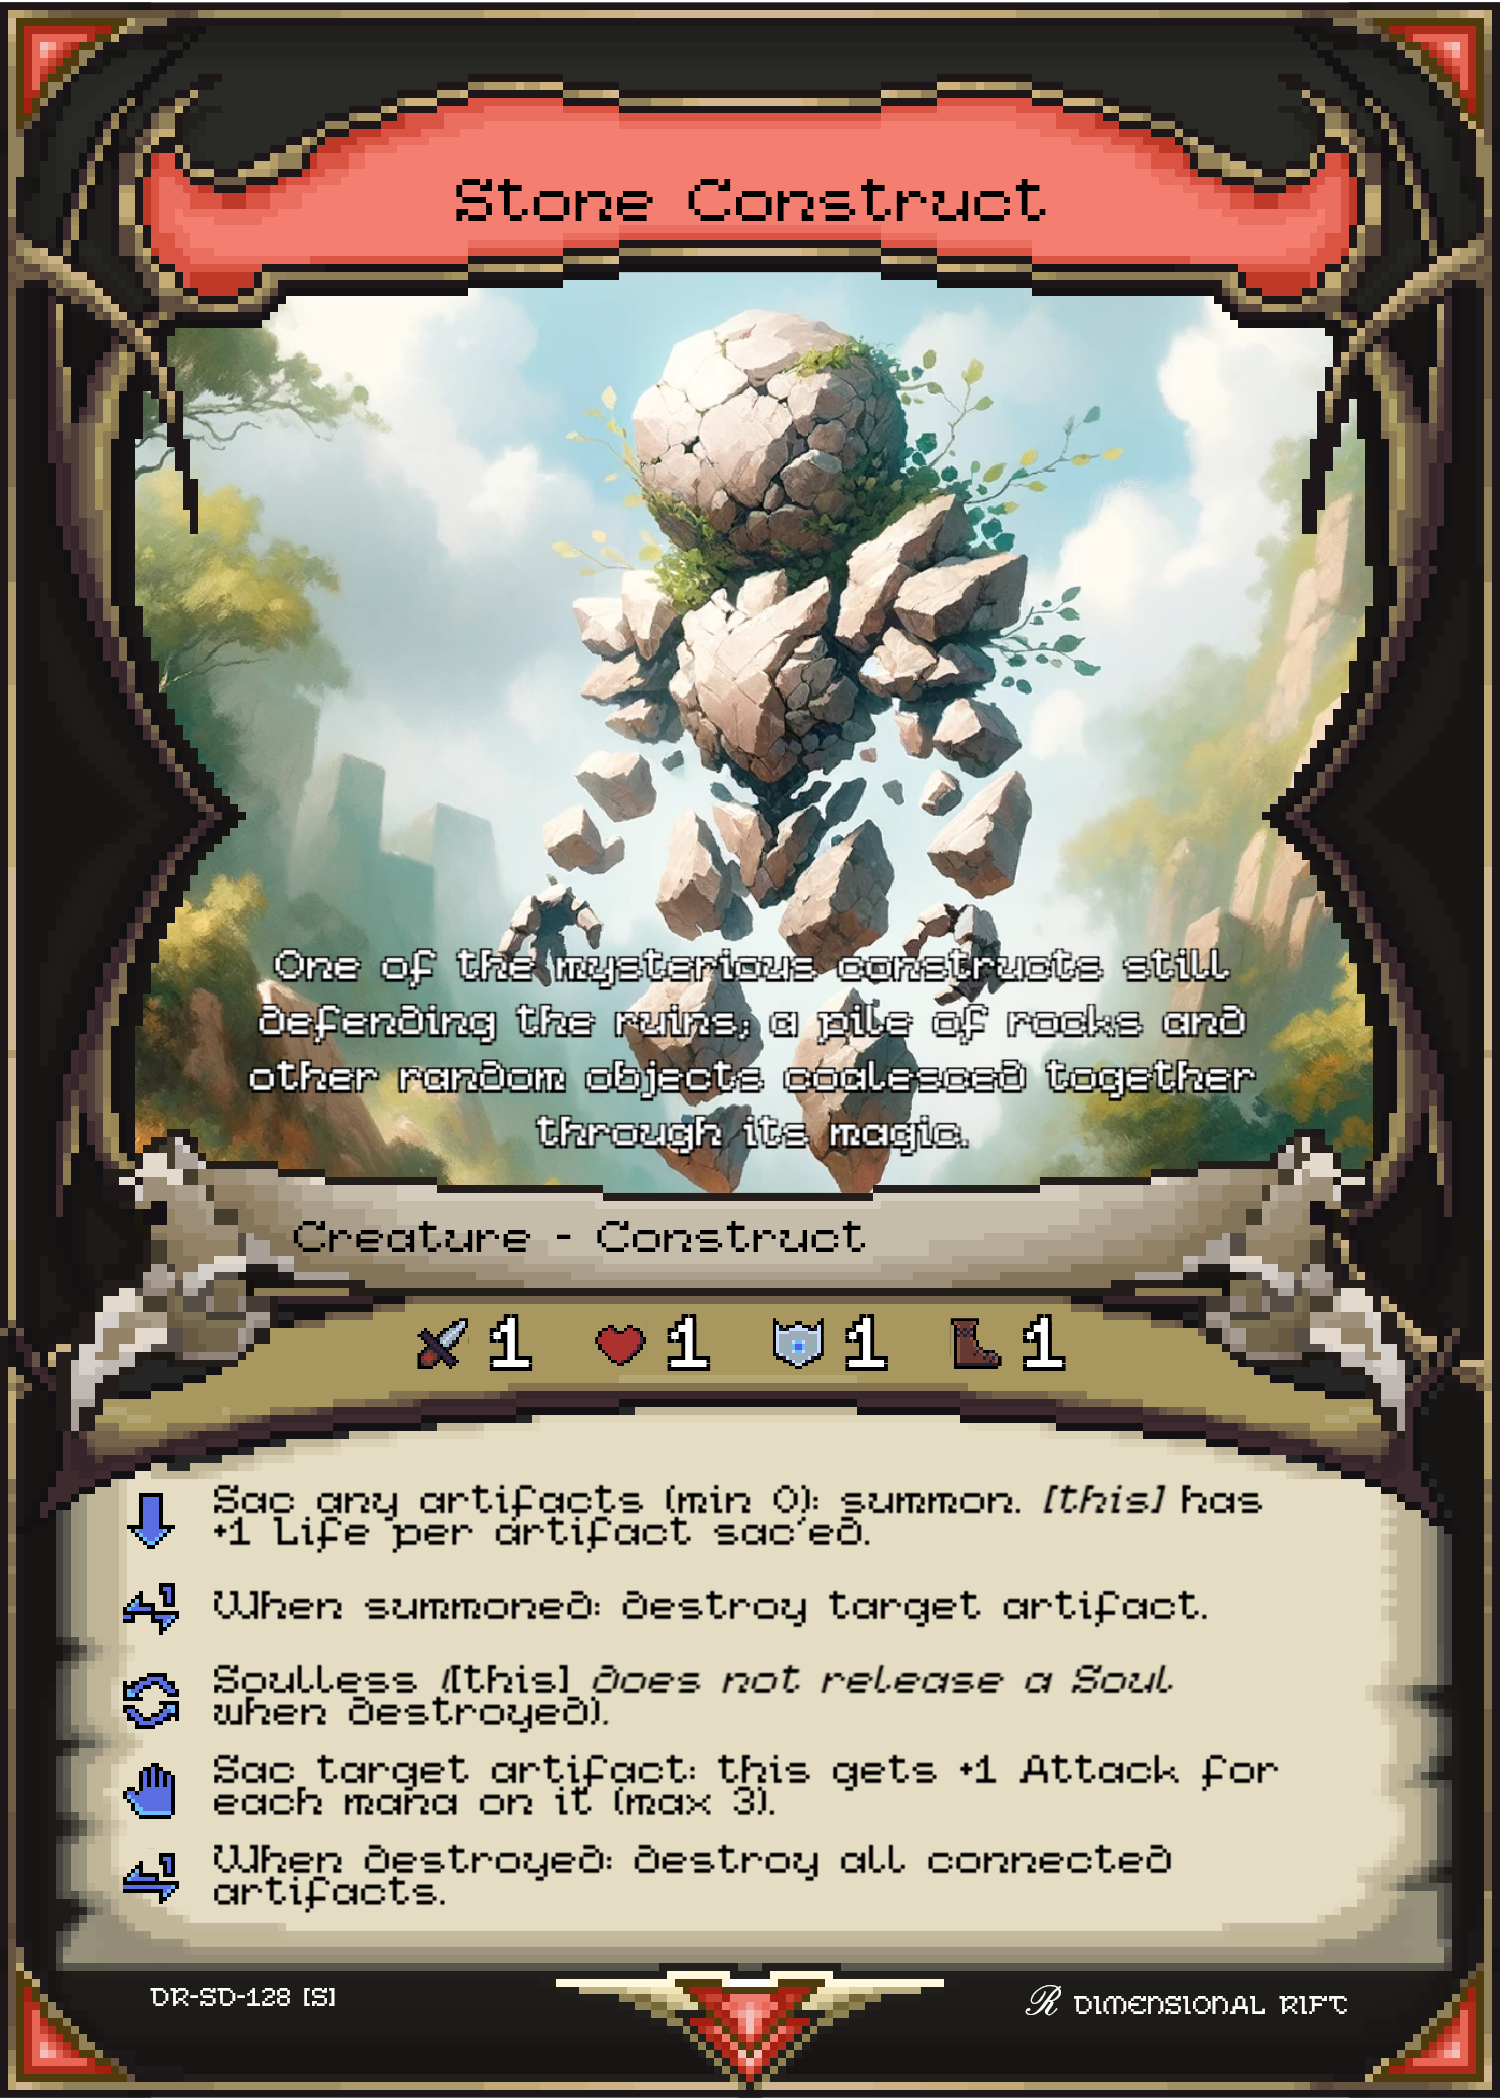 Stone Construct
One of the mysterious constructs still
defending the ruins; a pile of rocks and
other random objects coalesced together
through its magic.
Creature - Construct
1 1 1 1
Sac any artifacts (min 0): summon. [this] has
+1 Life per artifact sac'ed.
When summoned: destroy target artifact.
Soulless ([this] does not release a Soul
when destroyed).
Sac target artifact: this gets +1 Attack for
each mana on it (max 3).
When destroyed: destroy all connected
artifacts.
DR-SD-128 [S]
ℛ DIMENSIONAL RIFT